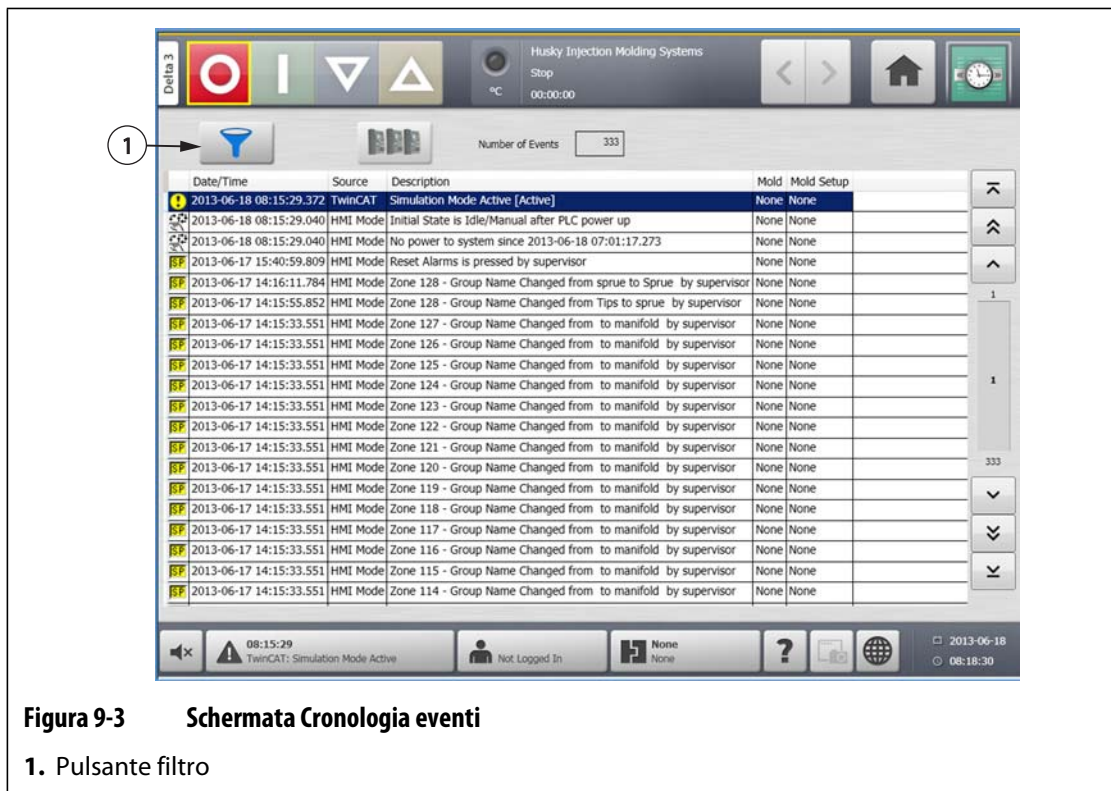 Delta 3
Husky Injection Molding Systems
Stop
°C
00:00:00
1
Number of Events 333
Date/Time Source Description Mold Mold Setup
2013-06-18 08:15:29.372 TwinCAT Simulation Mode Active [Active] None None
2013-06-18 08:15:29.040 HMI Mode Initial State is Idle/Manual after PLC power up None None
2013-06-18 08:15:29.040 HMI Mode No power to system since 2013-06-18 07:01:17.273 None None
SP 2013-06-17 15:40:59.809 HMI Mode Reset Alarms is pressed by supervisor None None
SP 2013-06-17 14:16:11.784 HMI Mode Zone 128 - Group Name Changed from sprue to Sprue by supervisor None None
SP 2013-06-17 14:15:55.852 HMI Mode Zone 128 - Group Name Changed from Tips to sprue by supervisor None None
SP 2013-06-17 14:15:33.551 HMI Mode Zone 127 - Group Name Changed from to manifold by supervisor None None
SP 2013-06-17 14:15:33.551 HMI Mode Zone 126 - Group Name Changed from to manifold by supervisor None None
SP 2013-06-17 14:15:33.551 HMI Mode Zone 125 - Group Name Changed from to manifold by supervisor None None
SP 2013-06-17 14:15:33.551 HMI Mode Zone 124 - Group Name Changed from to manifold by supervisor None None
SP 2013-06-17 14:15:33.551 HMI Mode Zone 123 - Group Name Changed from to manifold by supervisor None None
SP 2013-06-17 14:15:33.551 HMI Mode Zone 122 - Group Name Changed from to manifold by supervisor None None
SP 2013-06-17 14:15:33.551 HMI Mode Zone 121 - Group Name Changed from to manifold by supervisor None None
SP 2013-06-17 14:15:33.551 HMI Mode Zone 120 - Group Name Changed from to manifold by supervisor None None
SP 2013-06-17 14:15:33.551 HMI Mode Zone 119 - Group Name Changed from to manifold by supervisor None None
SP 2013-06-17 14:15:33.551 HMI Mode Zone 118 - Group Name Changed from to manifold by supervisor None None
SP 2013-06-17 14:15:33.551 HMI Mode Zone 117 - Group Name Changed from to manifold by supervisor None None
SP 2013-06-17 14:15:33.551 HMI Mode Zone 116 - Group Name Changed from to manifold by supervisor None None
SP 2013-06-17 14:15:33.551 HMI Mode Zone 115 - Group Name Changed from to manifold by supervisor None None
SP 2013-06-17 14:15:33.551 HMI Mode Zone 114 - Group Name Changed from to manifold by supervisor None None
1
1
333
08:15:29
TwinCAT: Simulation Mode Active
Not Logged In
None
None
?
2013-06-18
08:18:30
Figura 9-3 Schermata Cronologia eventi
1. Pulsante filtro